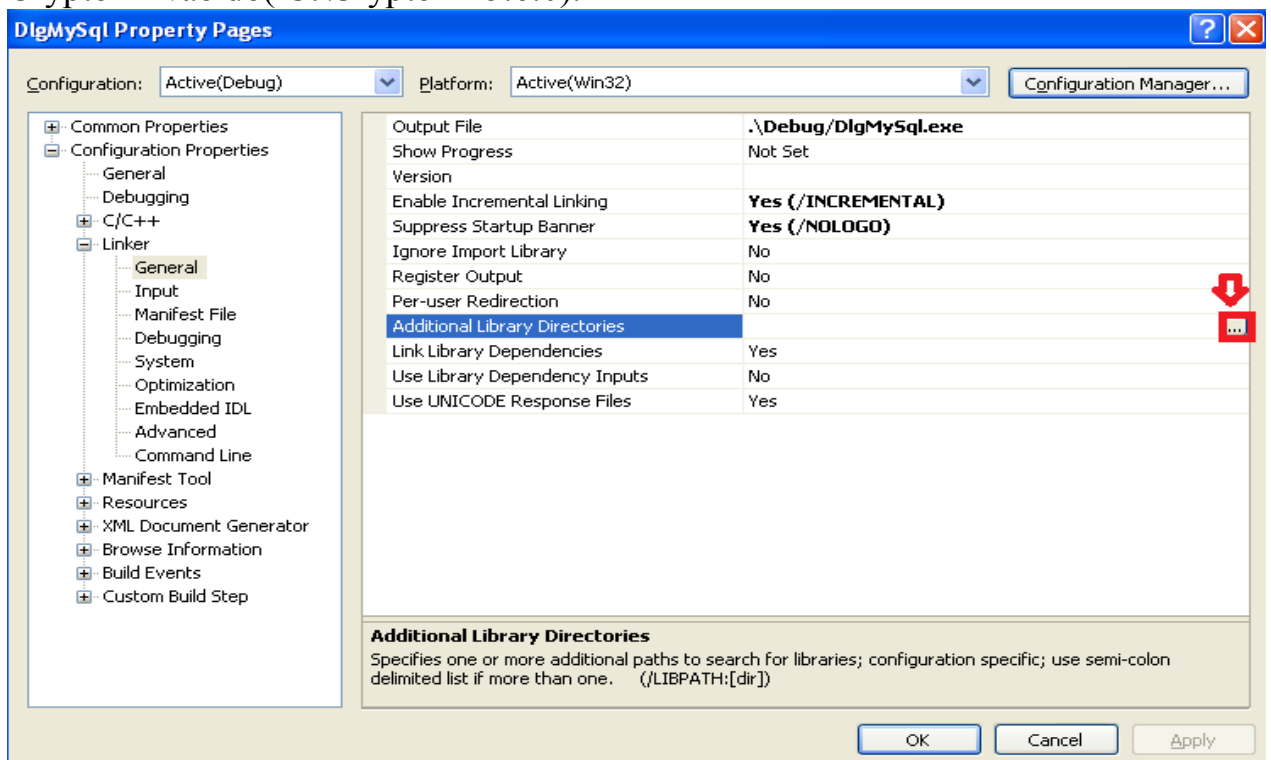 DlgMySql Property Pages
Configuration: Active(Debug) Platform: Active(Win32) Configuration Manager...
Common Properties
Configuration Properties
General
Debugging
C/C++
Linker
General
Input
Manifest File
Debugging
System
Optimization
Embedded IDL
Advanced
Command Line
Manifest Tool
Resources
XML Document Generator
Browse Information
Build Events
Custom Build Step
Output File .\Debug/DlgMySql.exe
Show Progress Not Set
Version
Enable Incremental Linking Yes (/INCREMENTAL)
Suppress Startup Banner Yes (/NOLOGO)
Ignore Import Library No
Register Output No
Per-user Redirection No
Additional Library Directories ...
Link Library Dependencies Yes
Use Library Dependency Inputs No
Use UNICODE Response Files Yes
Additional Library Directories
Specifies one or more additional paths to search for libraries; configuration specific; use semi-colon
delimited list if more than one. (/LIBPATH:[dir])
OK Cancel Apply